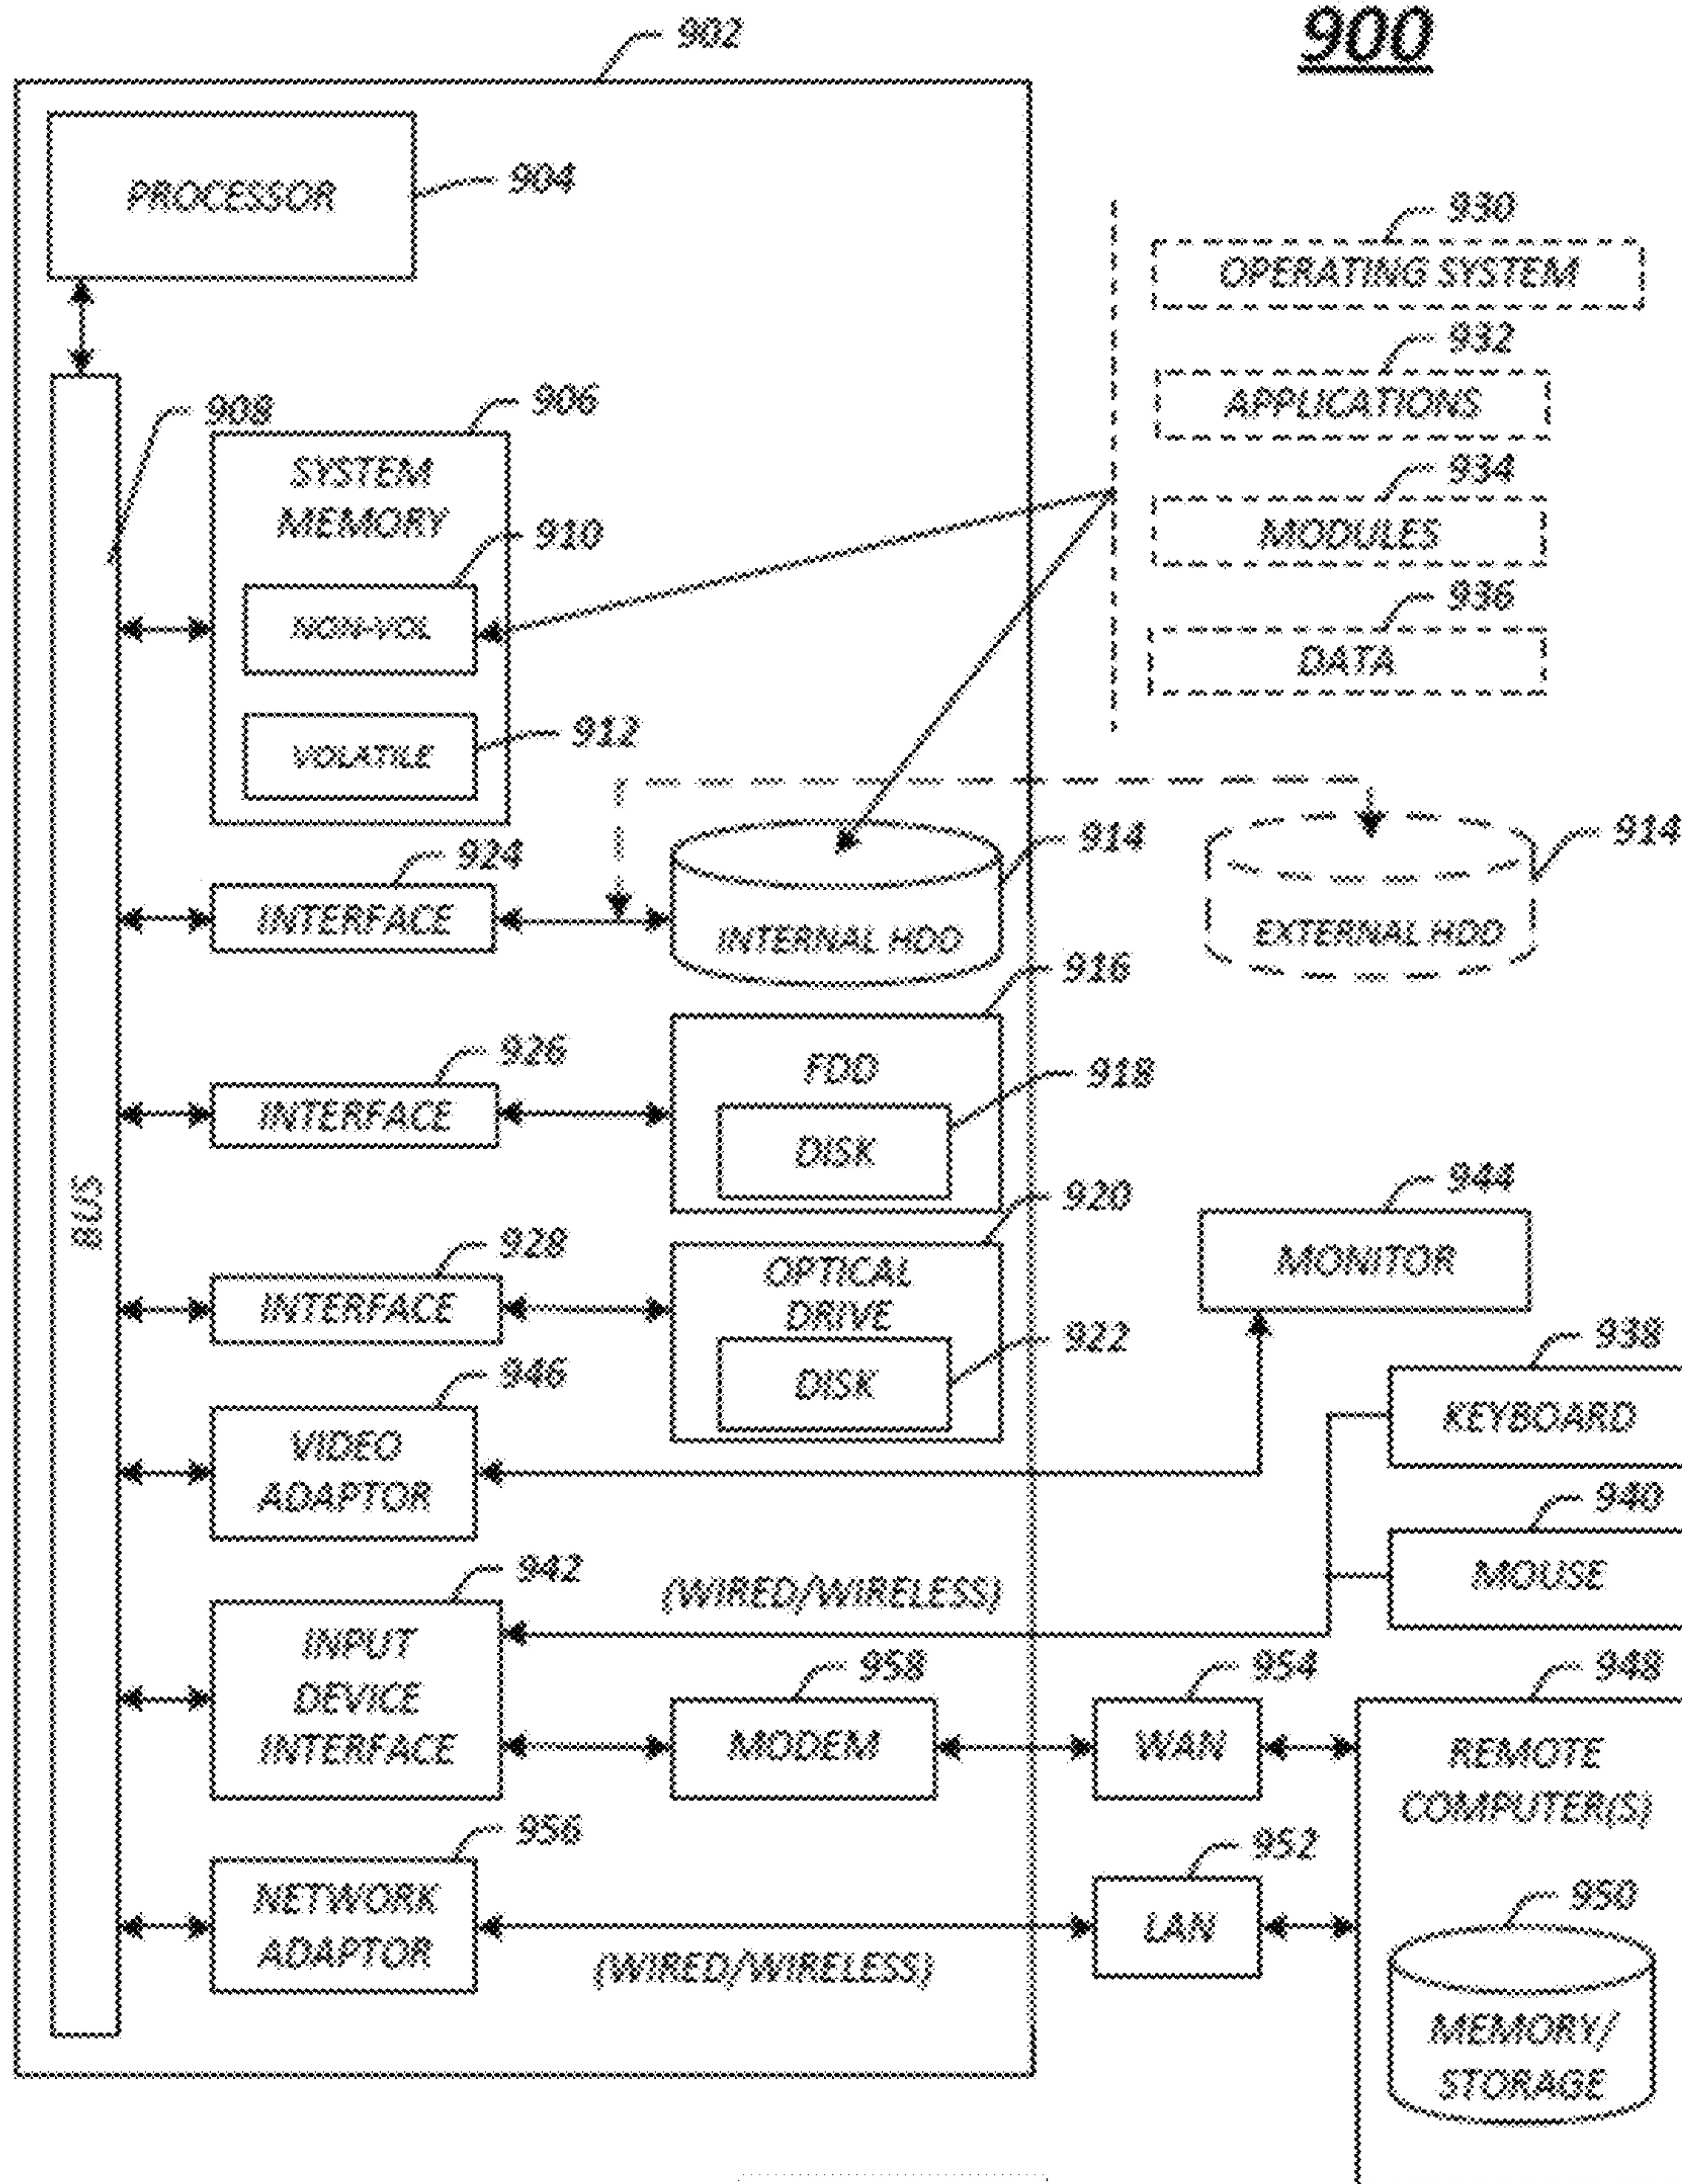 900
902
PROCESSOR
904
930
OPERATING SYSTEM
932
APPLICATIONS
934
MODULES
936
DATA
908
906
SYSTEM
MEMORY
910
NON-VOL
912
VOLATILE
924
INTERFACE
914
INTERNAL HDD
914
EXTERNAL HDD
916
FDD
918
DISK
926
INTERFACE
BUS
920
OPTICAL
DRIVE
922
DISK
928
INTERFACE
944
MONITOR
946
VIDEO
ADAPTOR
938
KEYBOARD
940
MOUSE
942
INPUT
DEVICE
INTERFACE
(WIRED/WIRELESS)
958
MODEM
954
WAN
948
REMOTE
COMPUTER(S)
956
NETWORK
ADAPTOR
(WIRED/WIRELESS)
952
LAN
950
MEMORY/
STORAGE